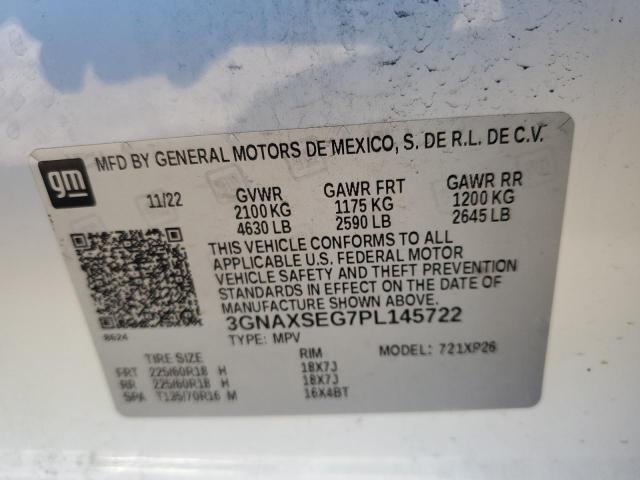 gm
MFD BY GENERAL MOTORS DE MEXICO, S. DE R.L. DE C.V.
11/22 GVWR GAWR FRT GAWR RR
2100 KG 1175 KG 1200 KG
4630 LB 2590 LB 2645 LB
THIS VEHICLE CONFORMS TO ALL
APPLICABLE U.S. FEDERAL MOTOR
VEHICLE SAFETY AND THEFT PREVENTION
STANDARDS IN EFFECT ON THE DATE OF
MANUFACTURE SHOWN ABOVE.
3GNAXSEG7PL145722
8624 TYPE: MPV MODEL: 721XP26
TIRE SIZE RIM
FRT 225/60R18 H 18X7J
RR 225/60R18 H 18X7J
SPA T135/70R16 M 16X4BT